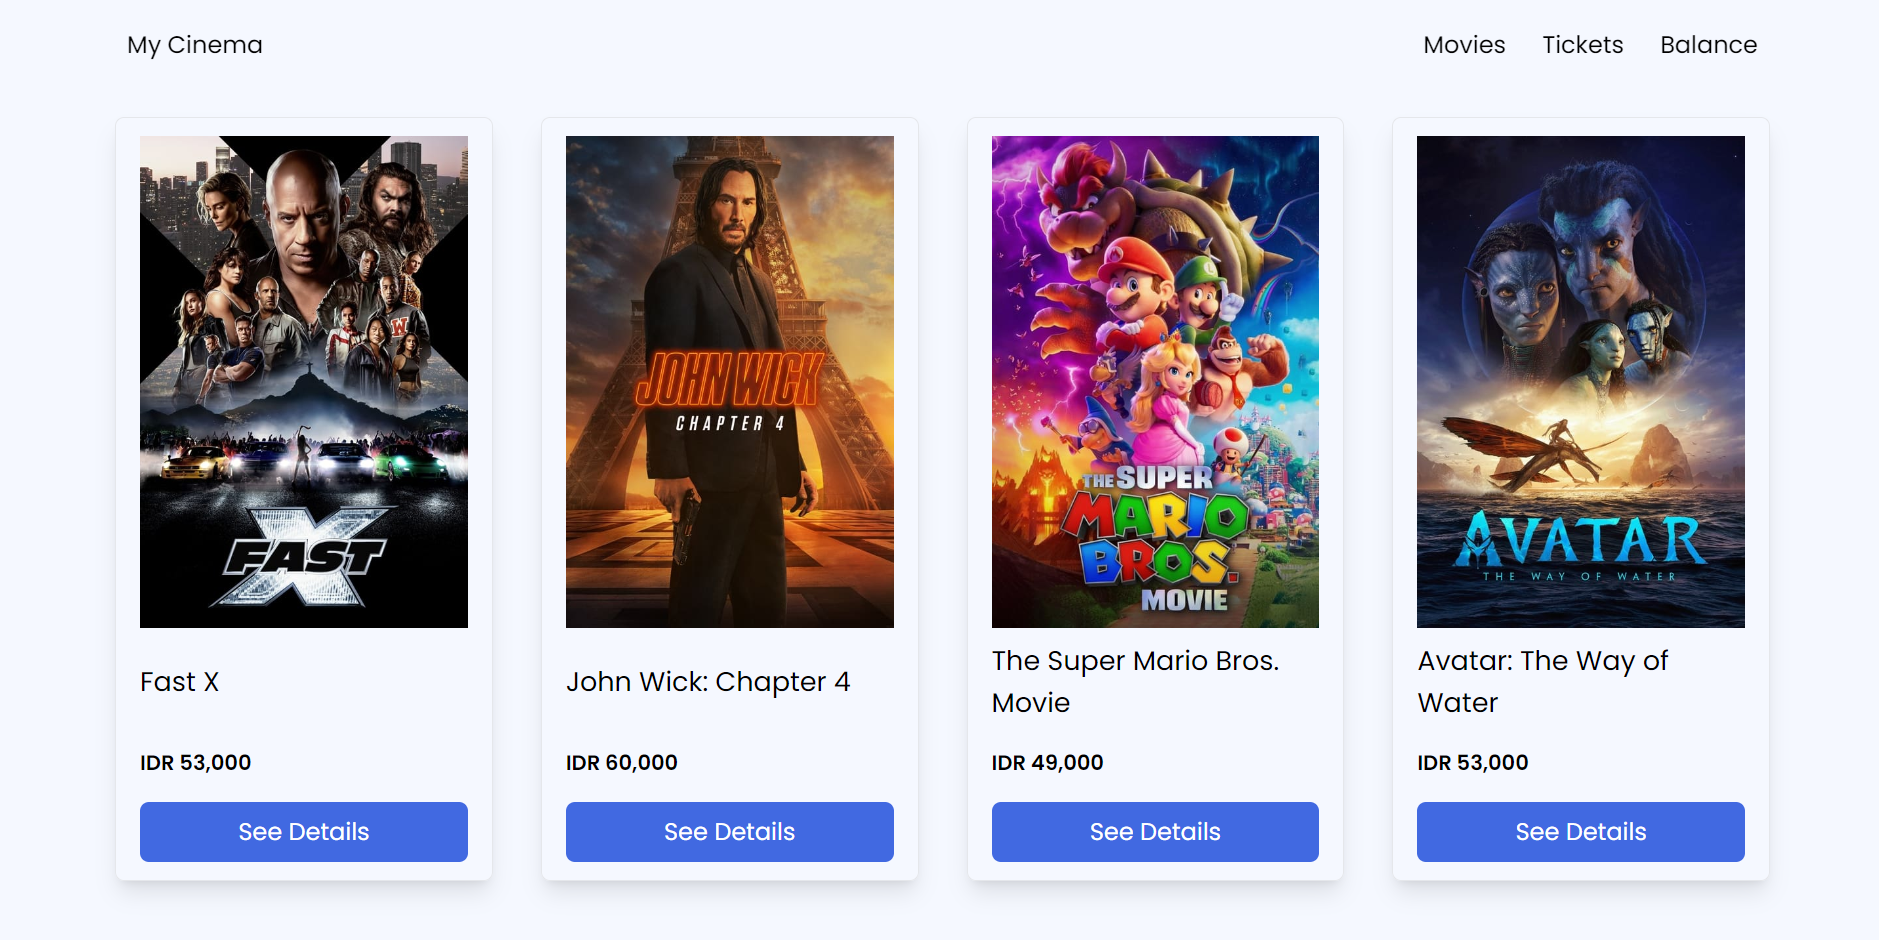 My Cinema
Movies Tickets Balance
FAST X
JOHN WICK
CHAPTER 4
W
THE SUPER
MARIO
BROS.
MOVIE
AVATAR
THE WAY OF WATER
Fast X
John Wick: Chapter 4
The Super Mario Bros.
Movie
Avatar: The Way of
Water
IDR 53,000
IDR 60,000
IDR 49,000
IDR 53,000
See Details
See Details
See Details
See Details